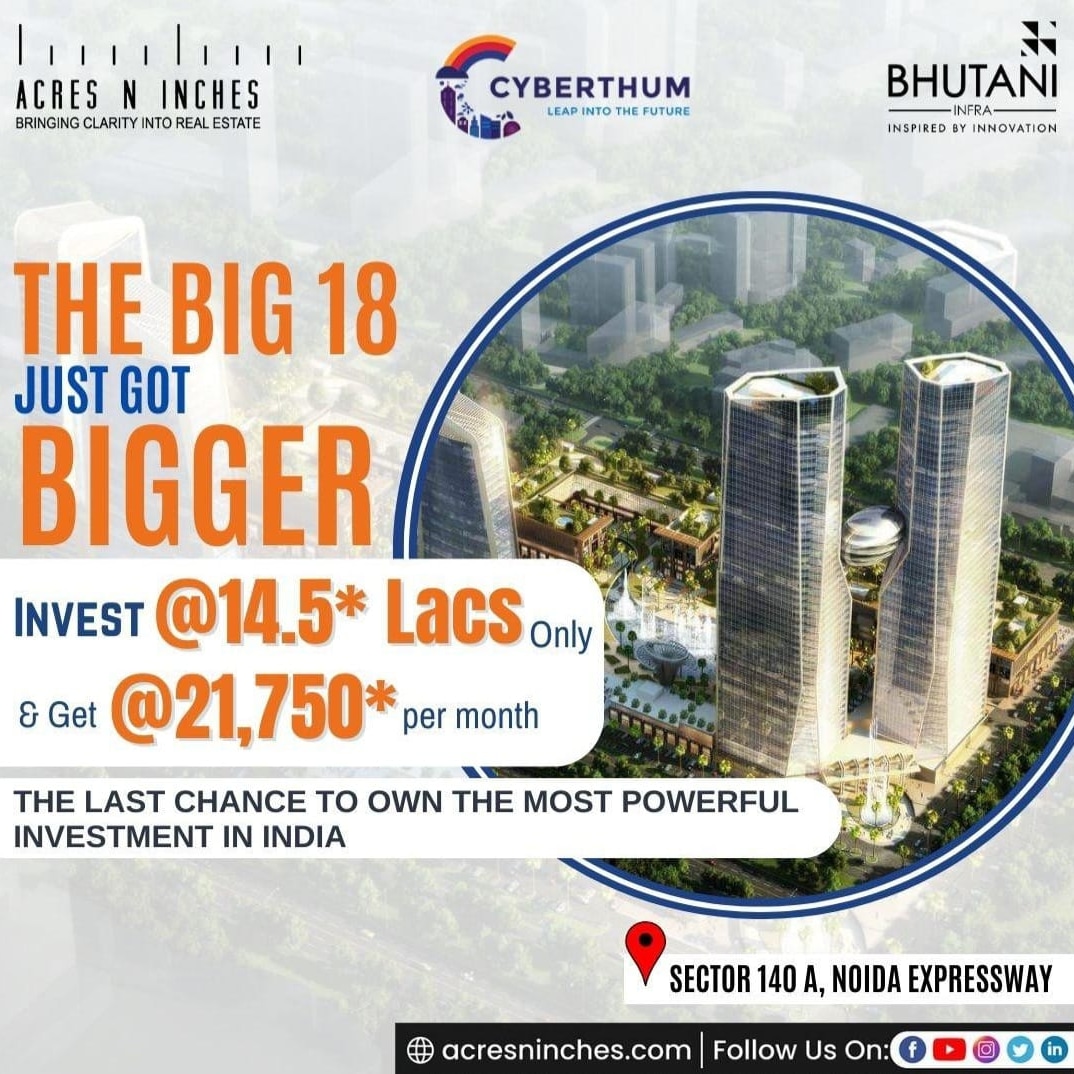 ACRES N INCHES
BRINGING CLARITY INTO REAL ESTATE
CYBERTHUM
LEAP INTO THE FUTURE
BHUTANI
INFRA
INSPIRED BY INNOVATION
THE BIG 18
JUST GOT
BIGGER
INVEST @14.5* Lacs Only
& Get @21,750* per month
THE LAST CHANCE TO OWN THE MOST POWERFUL
INVESTMENT IN INDIA
SECTOR 140 A, NOIDA EXPRESSWAY
acresninches.com | Follow Us On: